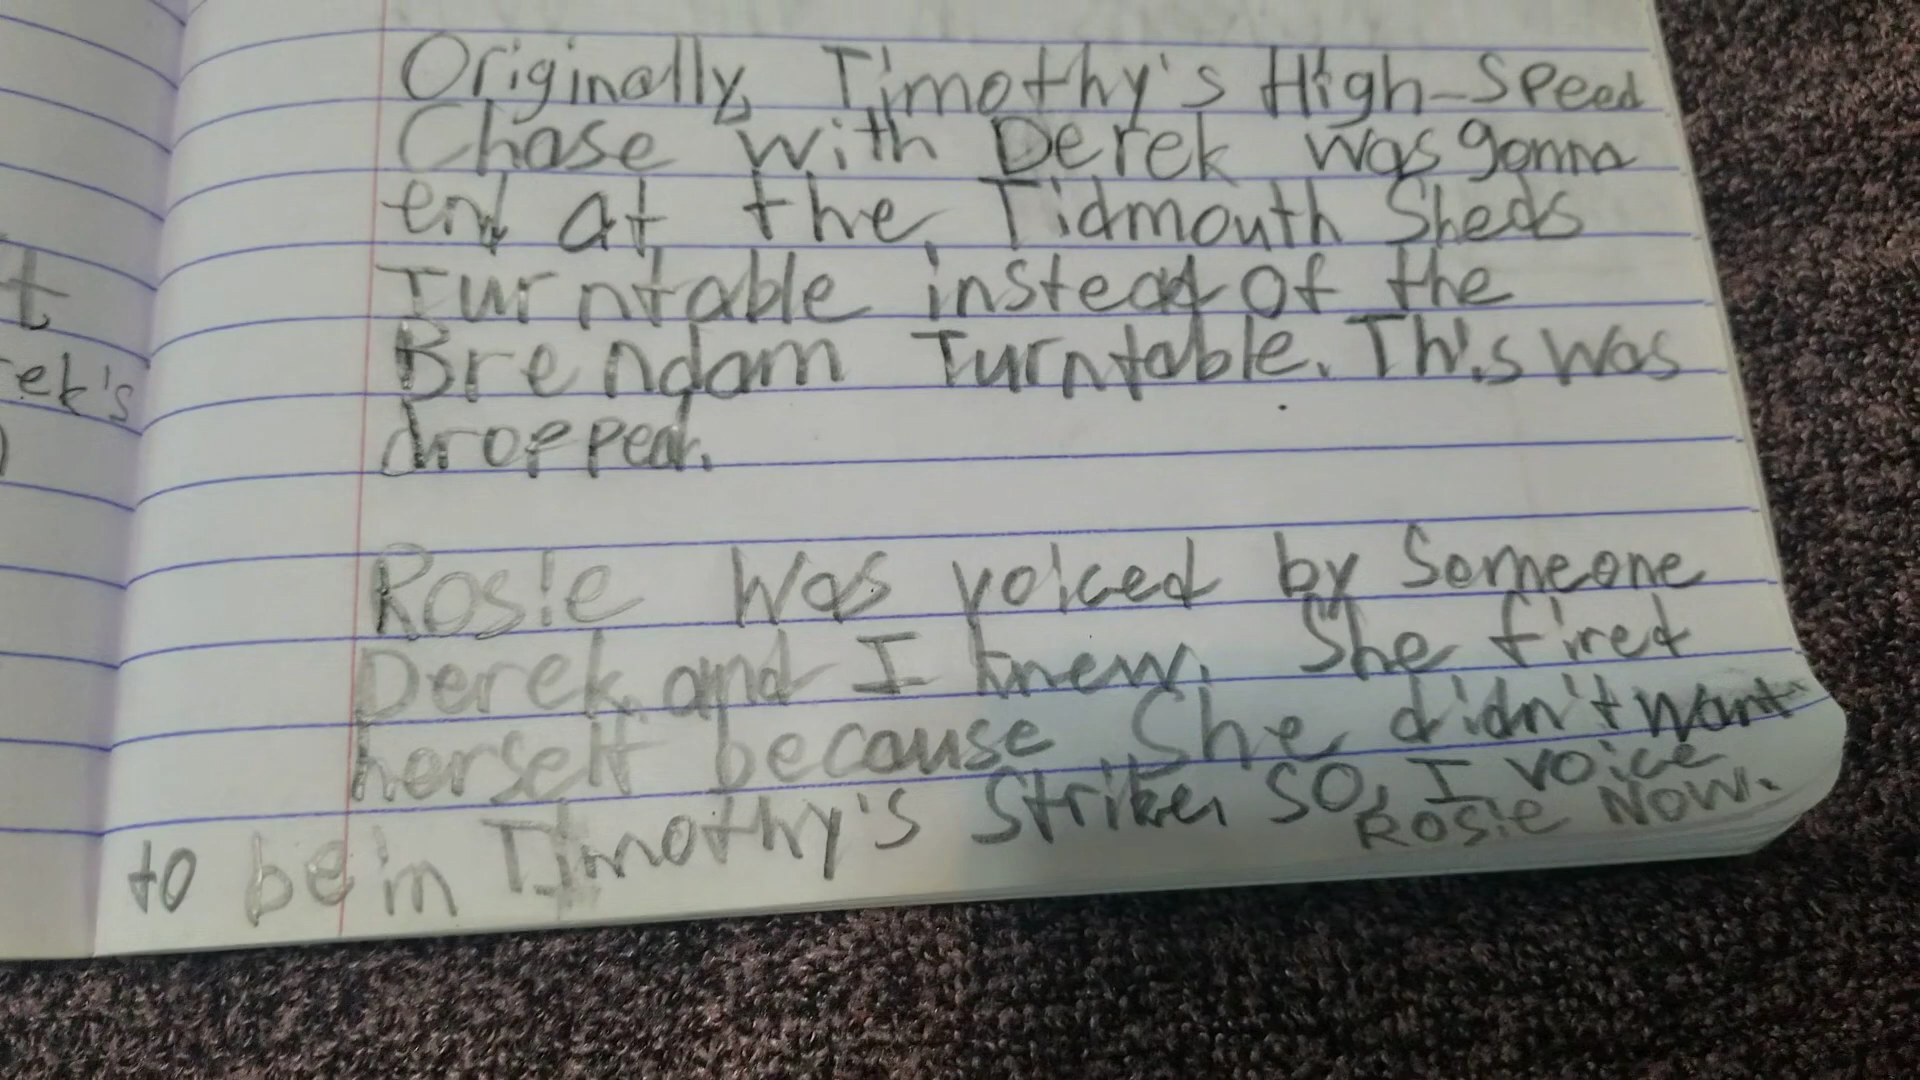 t
ek's
Originally, Timothy's High-Speed
Chase with Derek was gonna
end at the Tidmouth Sheds
Turntable instead of the
Brendam Turntable. This was
dropped.
Rosie was voiced by Someone
Derek and I knew. She fired
herself because She didn't want
to be in Timothy's Strike, so, I voice
Rosie Now.